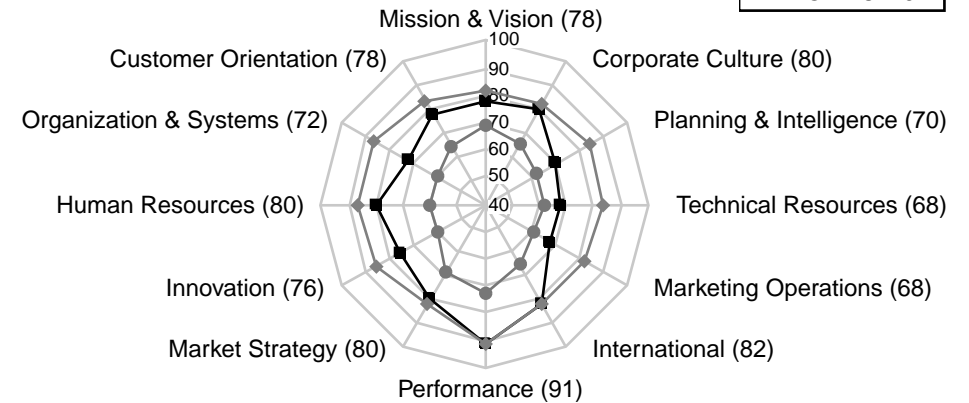 Mission & Vision (78)
Customer Orientation (78)
Corporate Culture (80)
Organization & Systems (72)
Planning & Intelligence (70)
Human Resources (80)
Technical Resources (68)
Innovation (76)
Marketing Operations (68)
Market Strategy (80)
International (82)
Performance (91)
100
90
80
70
60
50
40